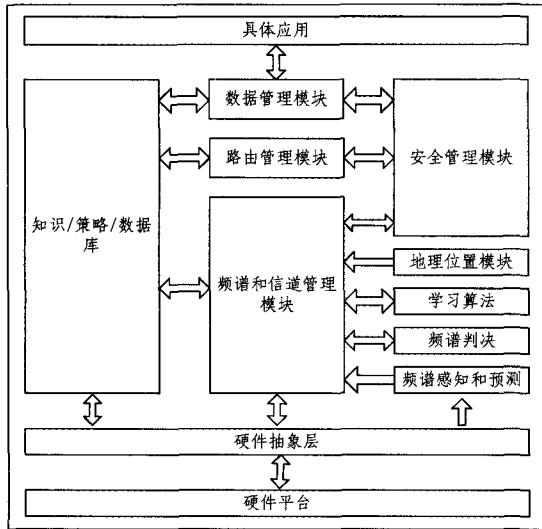 具体应用
数据管理模块
路由管理模块
安全管理模块
知识/策略/数据
库
频谱和信道管理
模块
地理位置模块
学习算法
频谱判决
频谱感知和预测
硬件抽象层
硬件平台